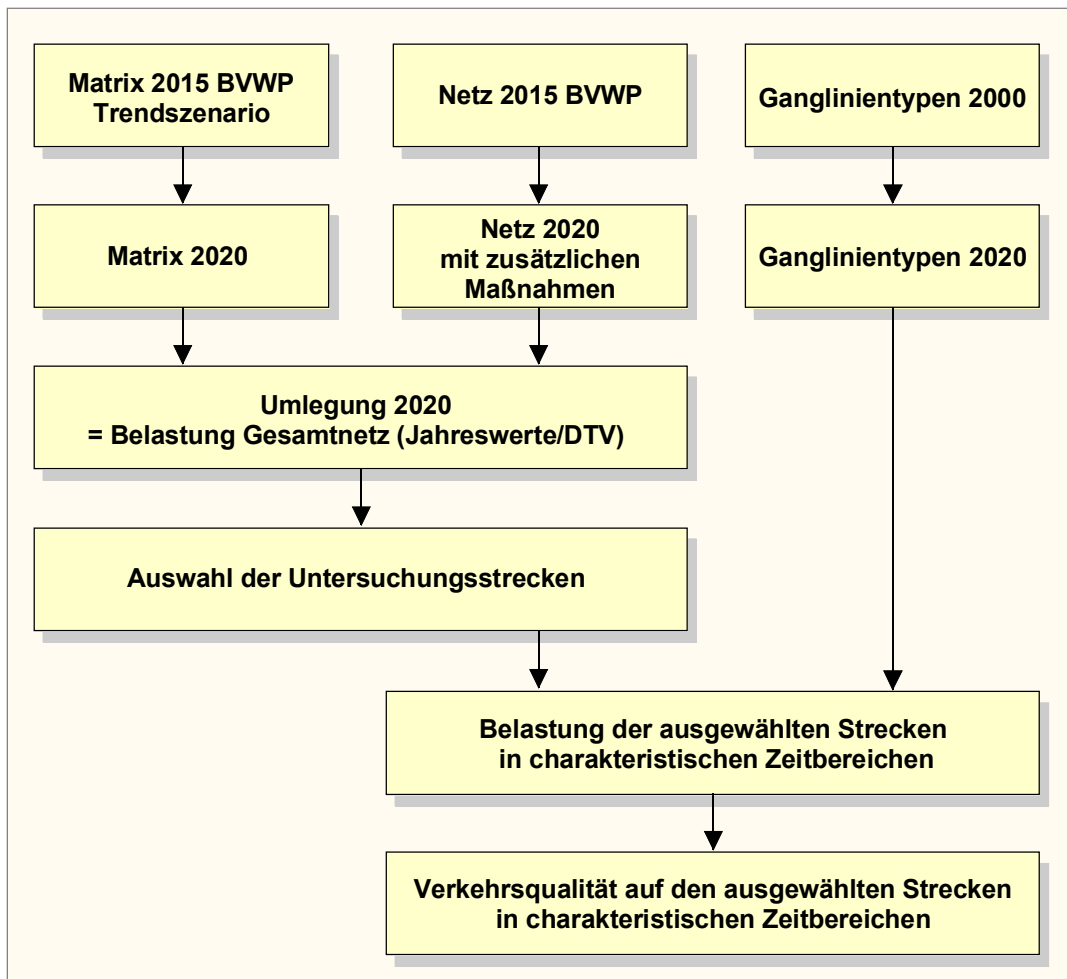 Matrix 2015 BVWP
Trendszenario
Netz 2015 BVWP
Ganglinientypen 2000
Matrix 2020
Netz 2020
mit zusätzlichen
Maßnahmen
Ganglinientypen 2020
Umlegung 2020
= Belastung Gesamtnetz (Jahreswerte/DTV)
Auswahl der Untersuchungsstrecken
Belastung der ausgewählten Strecken
in charakteristischen Zeitbereichen
Verkehrsqualität auf den ausgewählten Strecken
in charakteristischen Zeitbereichen